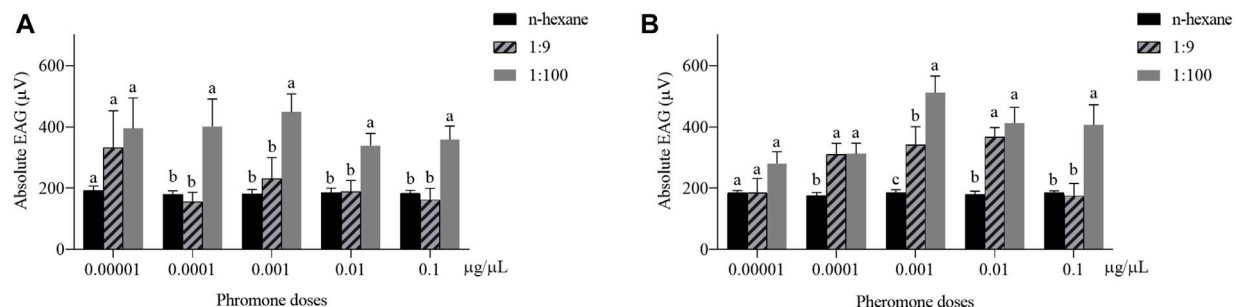 A
Absolute EAG (μV)
600
400
200
0
n-hexane
1:9
1:100
a a a
b b a
b b a
b b a
b b a
0.00001 0.0001 0.001 0.01 0.1 μg/μL
Phromone doses
B
Absolute EAG (μV)
600
400
200
0
n-hexane
1:9
1:100
a a a
b a a
c b a
b a a
b b a
0.00001 0.0001 0.001 0.01 0.1 μg/μL
Pheromone doses